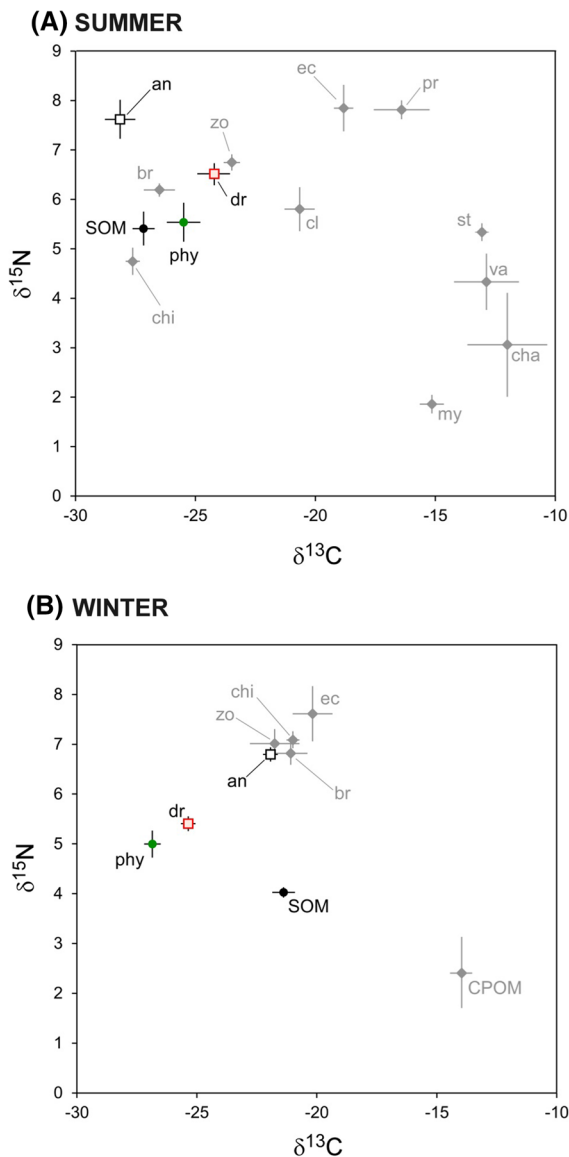 (A) SUMMER
9
8
7
6
5
4
3
2
1
0
δ15N
an
zo
br
SOM
phy
dr
chi
ec
pr
cl
st
va
cha
my
-30 -25 -20 -15 -10
δ13C
(B) WINTER
9
8
7
6
5
4
3
2
1
0
δ15N
chi
ec
zo
an
br
dr
phy
SOM
CPOM
-30 -25 -20 -15 -10
δ13C